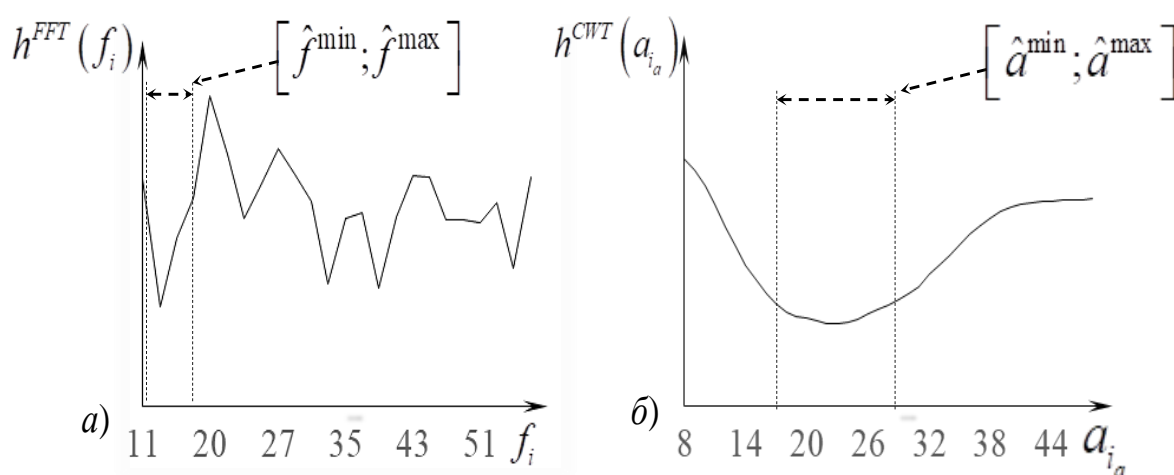 h^{FFT}(f_i)
[f̂^{min}; f̂^{max}]
а)
11 20 27 35 43 51 f_i
h^{CWT}(a_{i_a})
[â^{min}; â^{max}]
б)
8 14 20 26 32 38 44 a_{i_a}